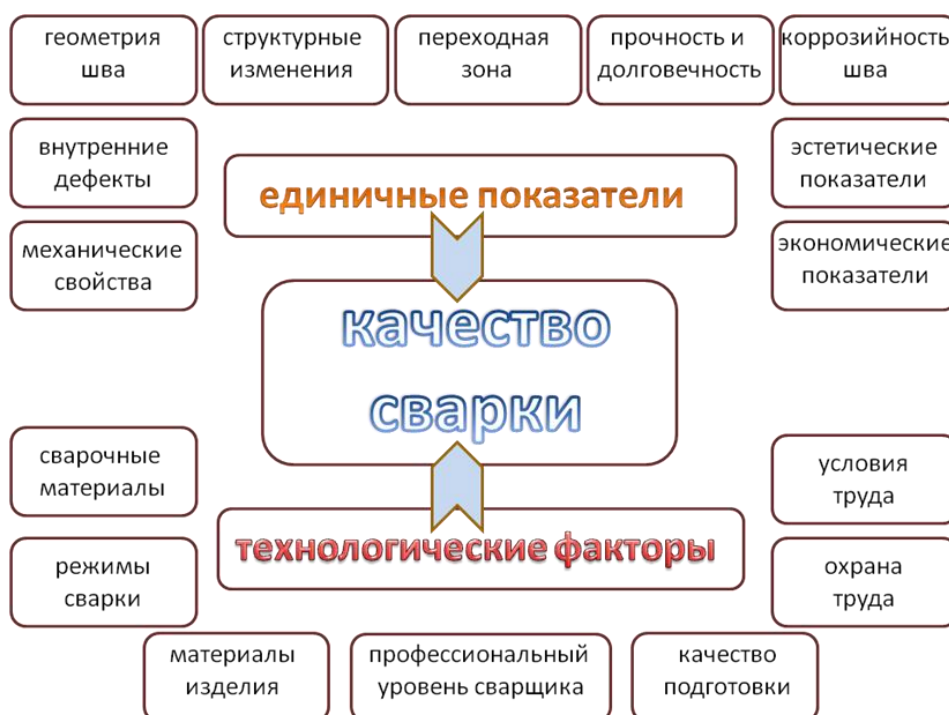 геометрия
шва
структурные
изменения
переходная
зона
прочность и
долговечность
коррозийность
шва
внутренние
дефекты
эстетические
показатели
единичные показатели
механические
свойства
экономические
показатели
качество
сварки
сварочные
материалы
условия
труда
технологические факторы
режимы
сварки
охрана
труда
материалы
изделия
профессиональный
уровень сварщика
качество
подготовки